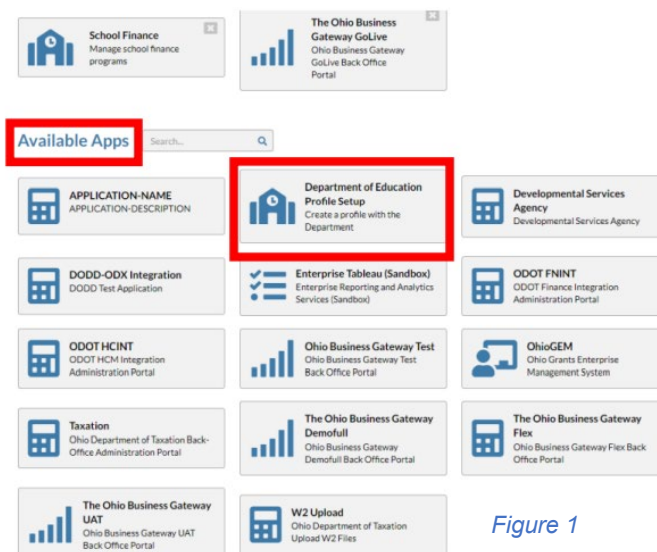 School Finance
Manage school finance
programs
The Ohio Business
Gateway GoLive
Ohio Business Gateway
GoLive Back Office
Portal
Available Apps
Search...
APPLICATION-NAME
APPLICATION-DESCRIPTION
Department of Education
Profile Setup
Create a profile with the
Department
Developmental Services
Agency
Developmental Services Agency
DODD-ODX Integration
DODD Test Application
Enterprise Tableau (Sandbox)
Enterprise Reporting and Analytics
Services (Sandbox)
ODOT FNINT
ODOT Finance Integration
Administration Portal
ODOT HCINT
ODOT HCM Integration
Administration Portal
Ohio Business Gateway Test
Ohio Business Gateway Test
Back Office Portal
OhioGEM
Ohio Grants Enterprise
Management System
Taxation
Ohio Department of Taxation Back-
Office Administration Portal
The Ohio Business Gateway
Demofull
Ohio Business Gateway
Demofull Back Office Portal
The Ohio Business Gateway
Flex
Ohio Business Gateway Flex Back
Office Portal
The Ohio Business Gateway
UAT
Ohio Business Gateway UAT
Back Office Portal
W2 Upload
Ohio Department of Taxation
Upload W2 Files
Figure 1